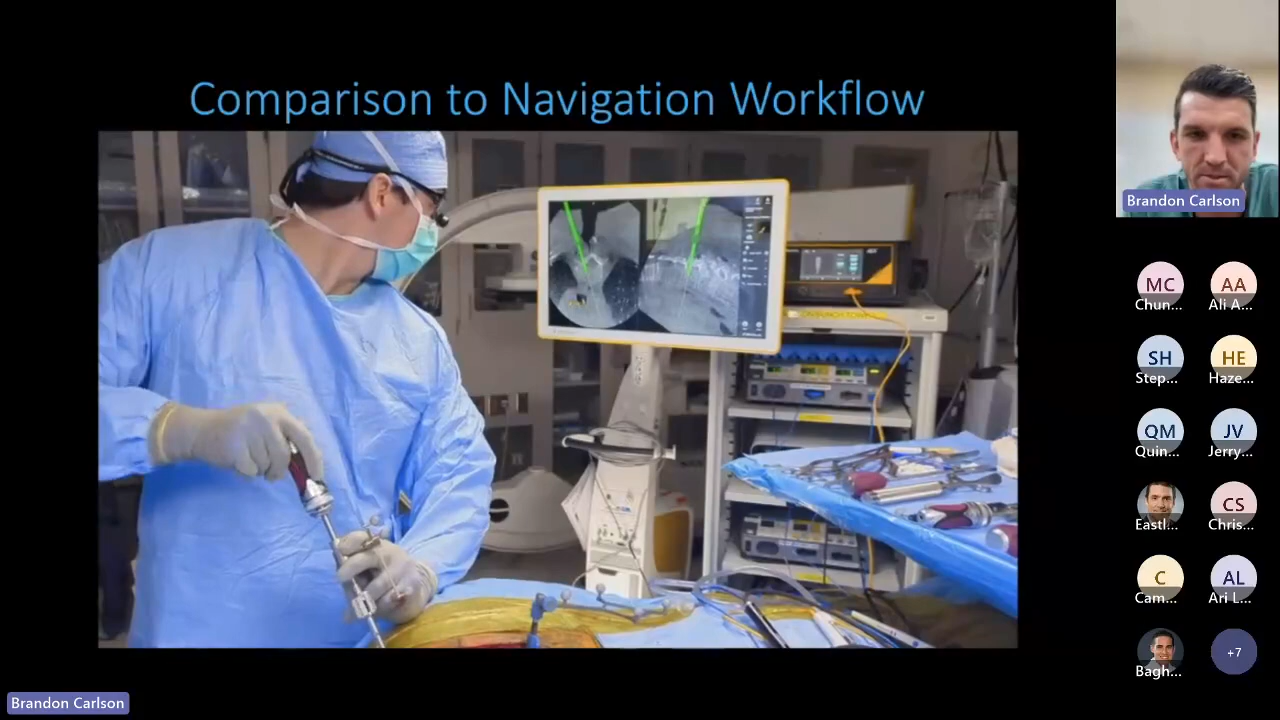 Comparison to Navigation Workflow
Brandon Carlson
MC
Chun...
AA
Ali A...
SH
Step...
HE
Haze...
QM
Quin...
JV
Jerry...
Eastl...
CS
Chris...
C
Cam...
AL
Ari L...
Bagh...
+7
Brandon Carlson